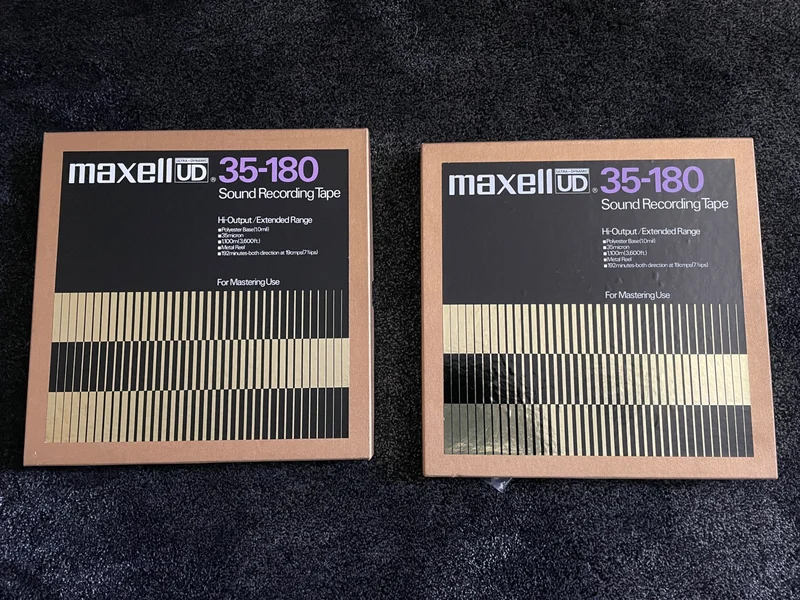 maxell ULTRA-DYNAMIC UD® 35-180
Sound Recording Tape
Hi-Output/Extended Range
■Polyester Base(1.0mil)
■35micron
■1,100m(3,600ft.)
■Metal Reel
■192minutes-both direction at 19cmps(7½ips)
For Mastering Use
maxell ULTRA-DYNAMIC UD® 35-180
Sound Recording Tape
Hi-Output/Extended Range
■Polyester Base(1.0mil)
■35micron
■1,100m(3,600ft.)
■Metal Reel
■192minutes-both direction at 19cmps(7½ips)
For Mastering Use